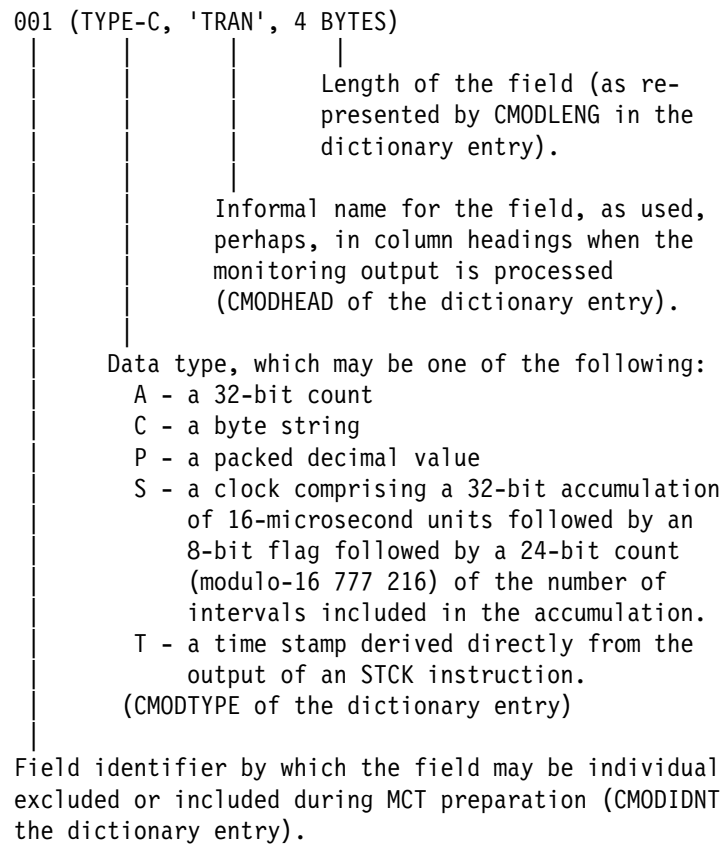 001 (TYPE-C, 'TRAN', 4 BYTES)
Length of the field (as re-
presented by CMODLENG in the
dictionary entry).
Informal name for the field, as used,
perhaps, in column headings when the
monitoring output is processed
(CMODHEAD of the dictionary entry).
Data type, which may be one of the following:
A - a 32-bit count
C - a byte string
P - a packed decimal value
S - a clock comprising a 32-bit accumulation
of 16-microsecond units followed by an
8-bit flag followed by a 24-bit count
(modulo-16 777 216) of the number of
intervals included in the accumulation.
T - a time stamp derived directly from the
output of an STCK instruction.
(CMODTYPE of the dictionary entry)
Field identifier by which the field may be individual
excluded or included during MCT preparation (CMODIDNT
the dictionary entry).